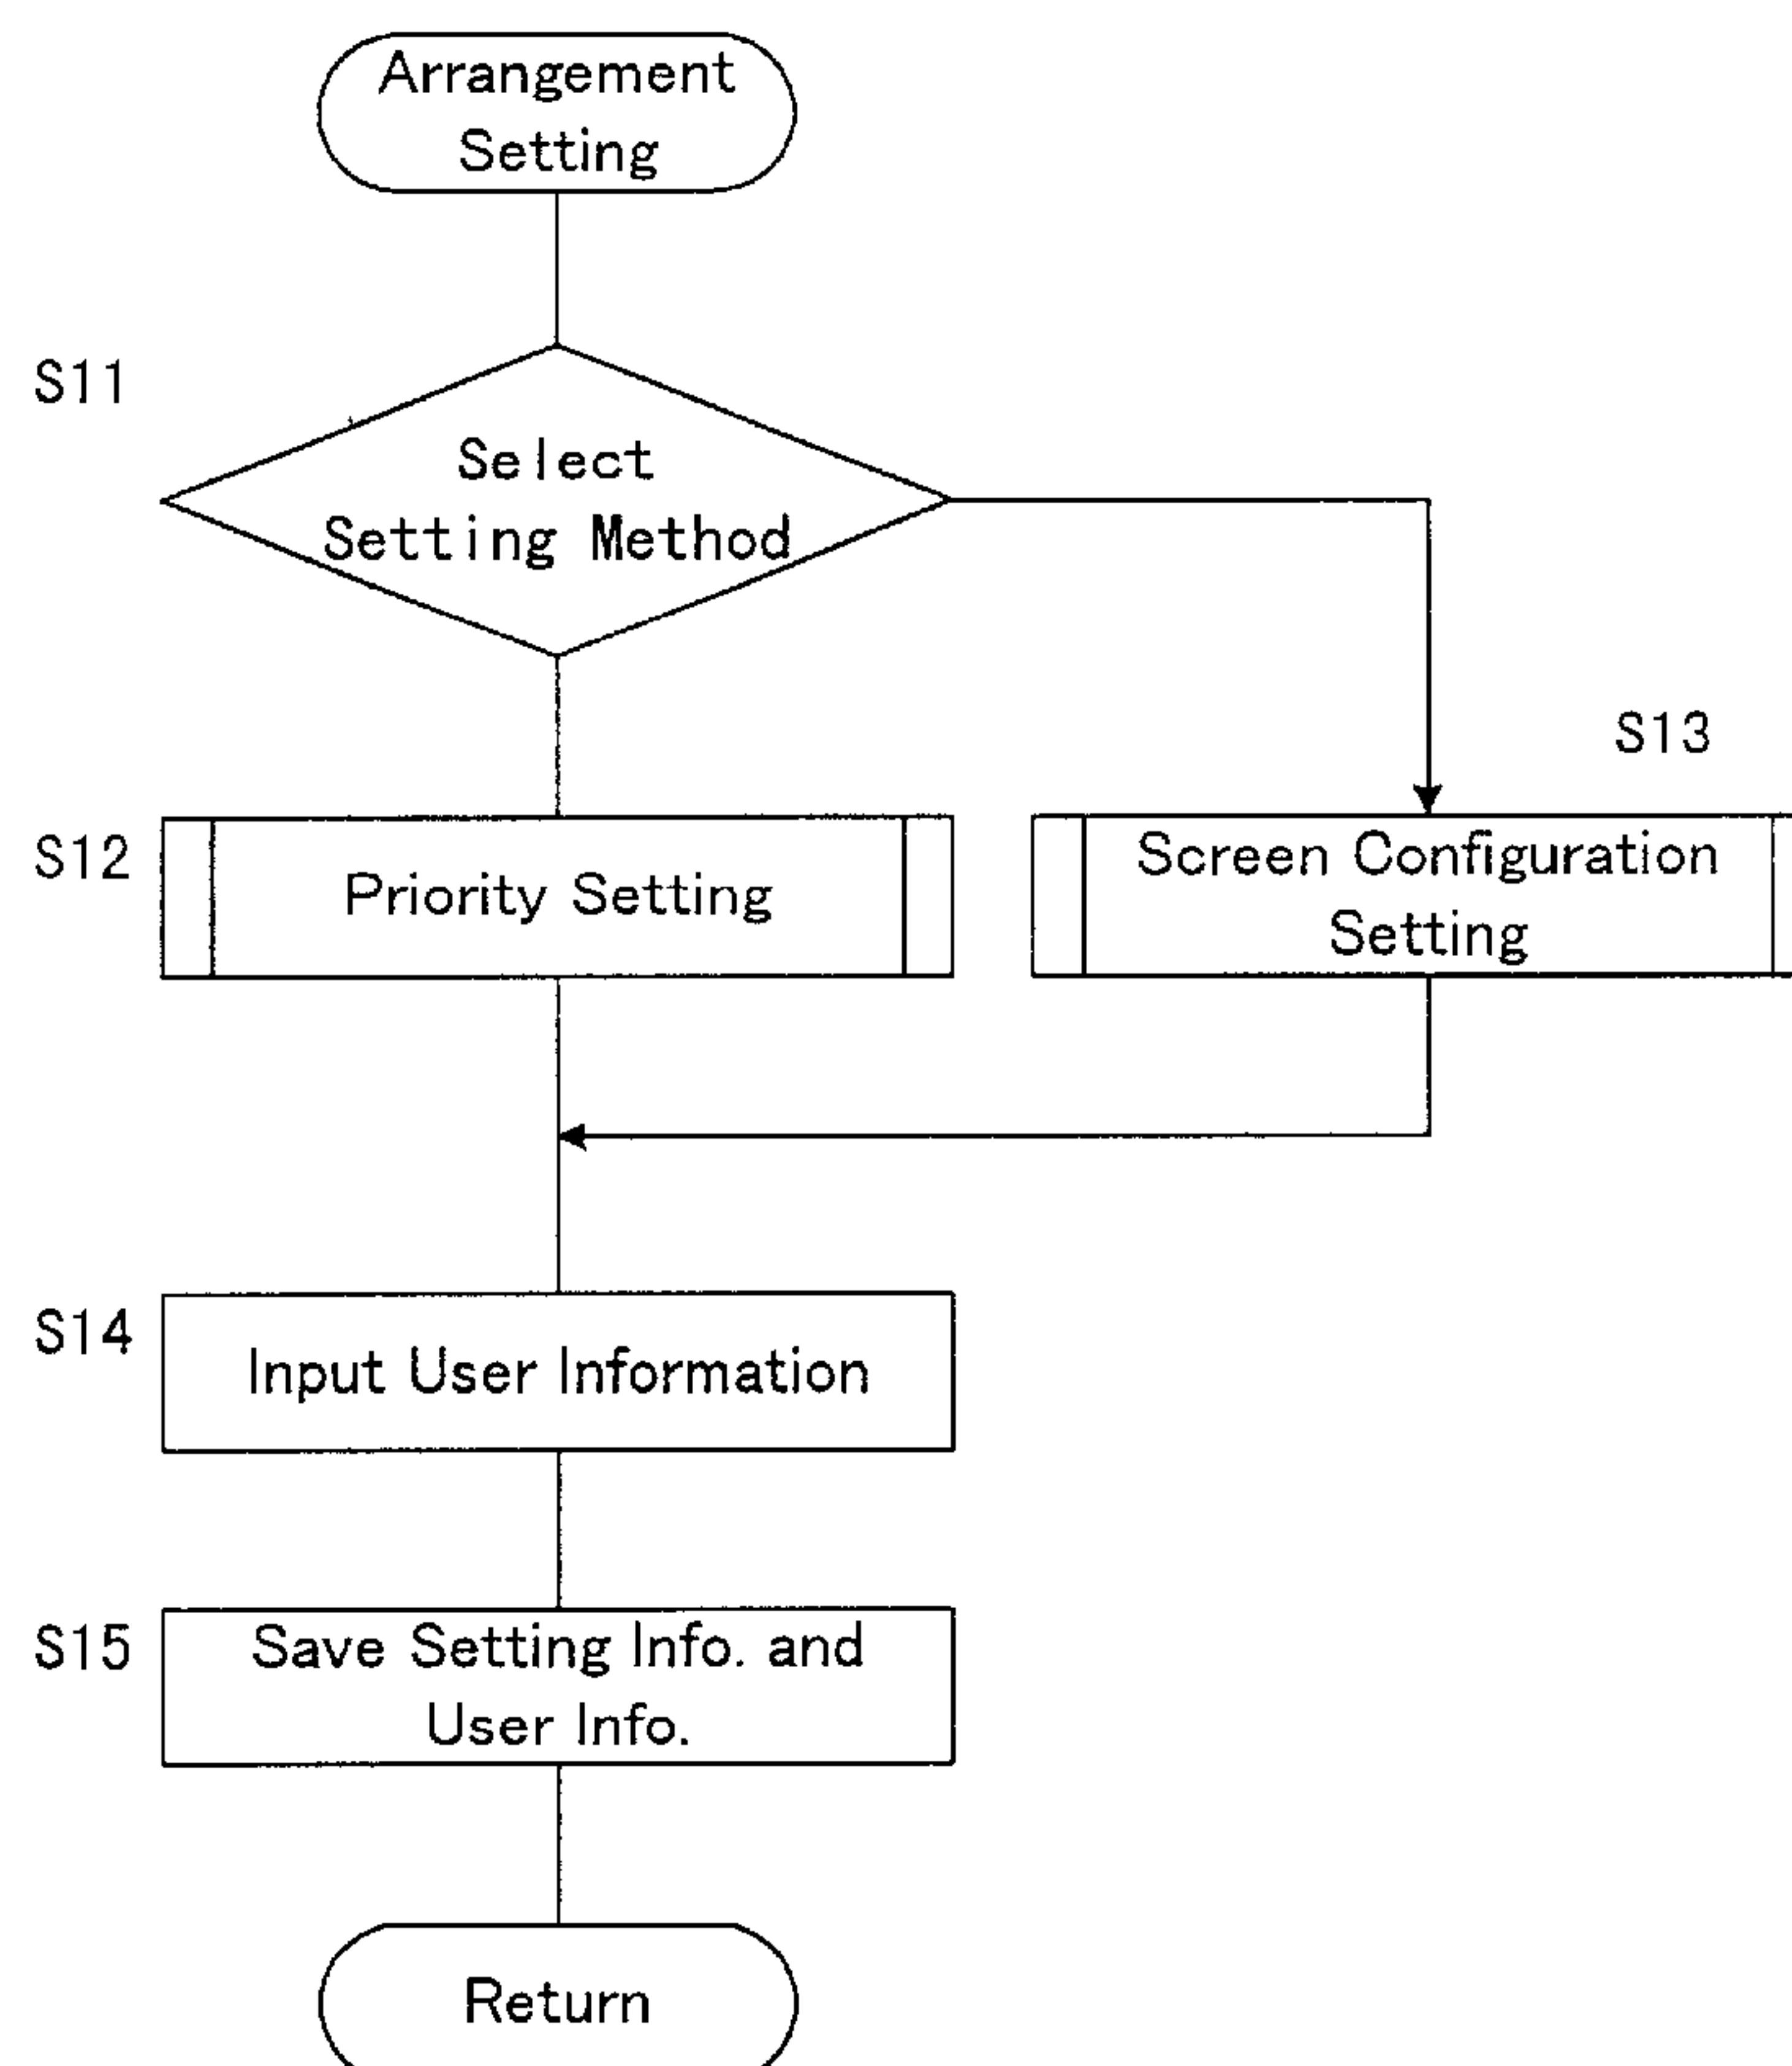 Arrangement
Setting
S11
Select
Setting Method
S13
S12
Priority Setting
Screen Configuration
Setting
S14
Input User Information
S15
Save Setting Info. and
User Info.
Return